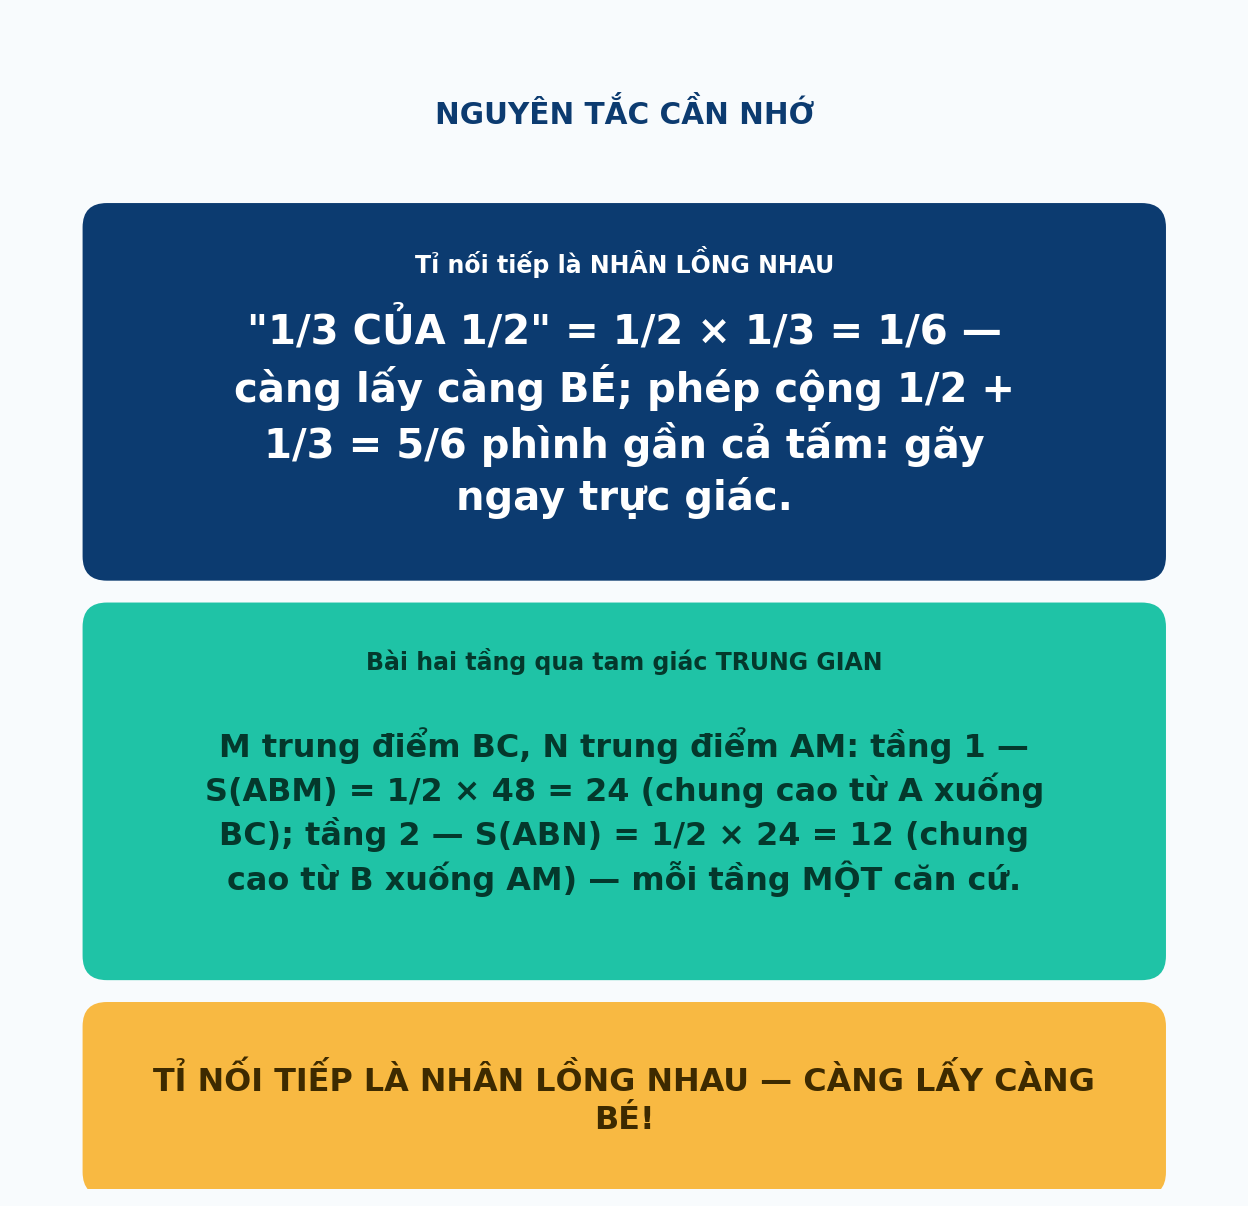 NGUYÊN TẮC CẦN NHỚ
Tỉ nối tiếp là NHÂN LỒNG NHAU
"1/3 CỦA 1/2" = 1/2 × 1/3 = 1/6 —
càng lấy càng BÉ; phép cộng 1/2 +
1/3 = 5/6 phình gần cả tấm: gãy
ngay trực giác.
Bài hai tầng qua tam giác TRUNG GIAN
M trung điểm BC, N trung điểm AM: tầng 1 —
S(ABM) = 1/2 × 48 = 24 (chung cao từ A xuống
BC); tầng 2 — S(ABN) = 1/2 × 24 = 12 (chung
cao từ B xuống AM) — mỗi tầng MỘT căn cứ.
TỈ NỐI TIẾP LÀ NHÂN LỒNG NHAU — CÀNG LẤY CÀNG
BÉ!